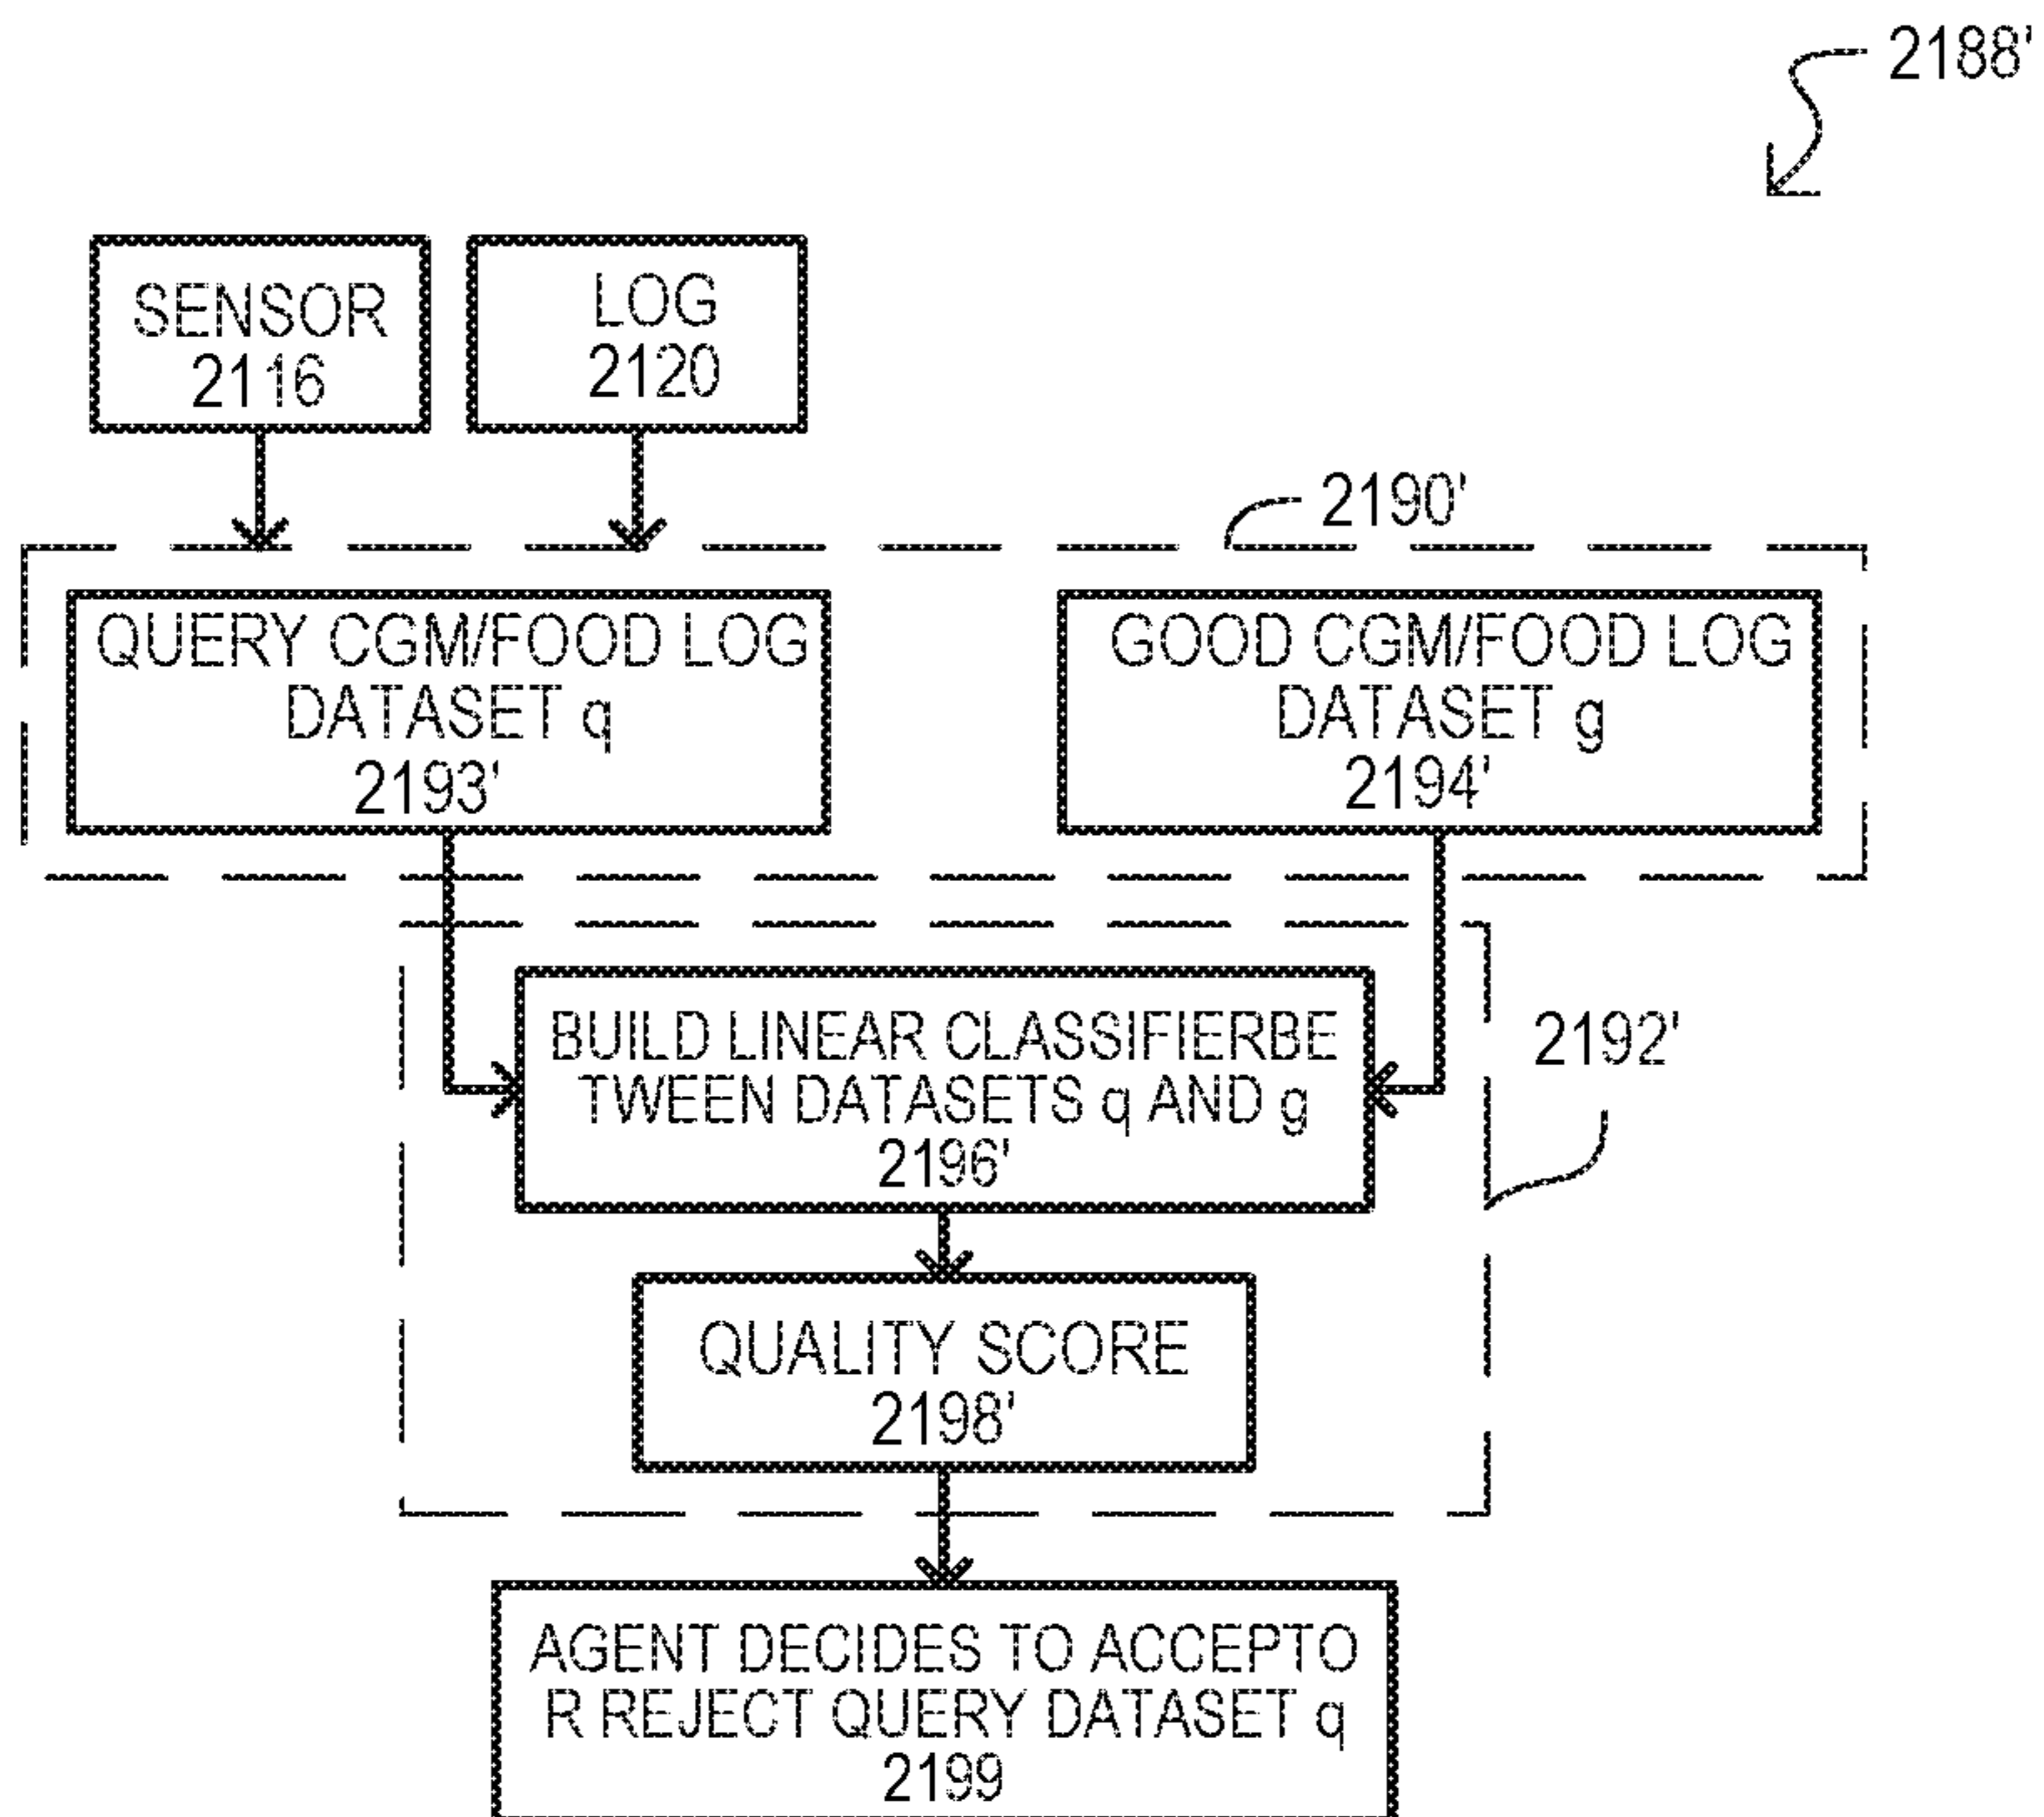 2188'
SENSOR
2116
LOG
2120
2190'
QUERY CGM/FOOD LOG
DATASET q
2193'
GOOD CGM/FOOD LOG
DATASET g
2194'
BUILD LINEAR CLASSIFIERBE
TWEEN DATASETS q AND g
2196'
2192'
QUALITY SCORE
2198'
AGENT DECIDES TO ACCEPTO
R REJECT QUERY DATASET q
2199